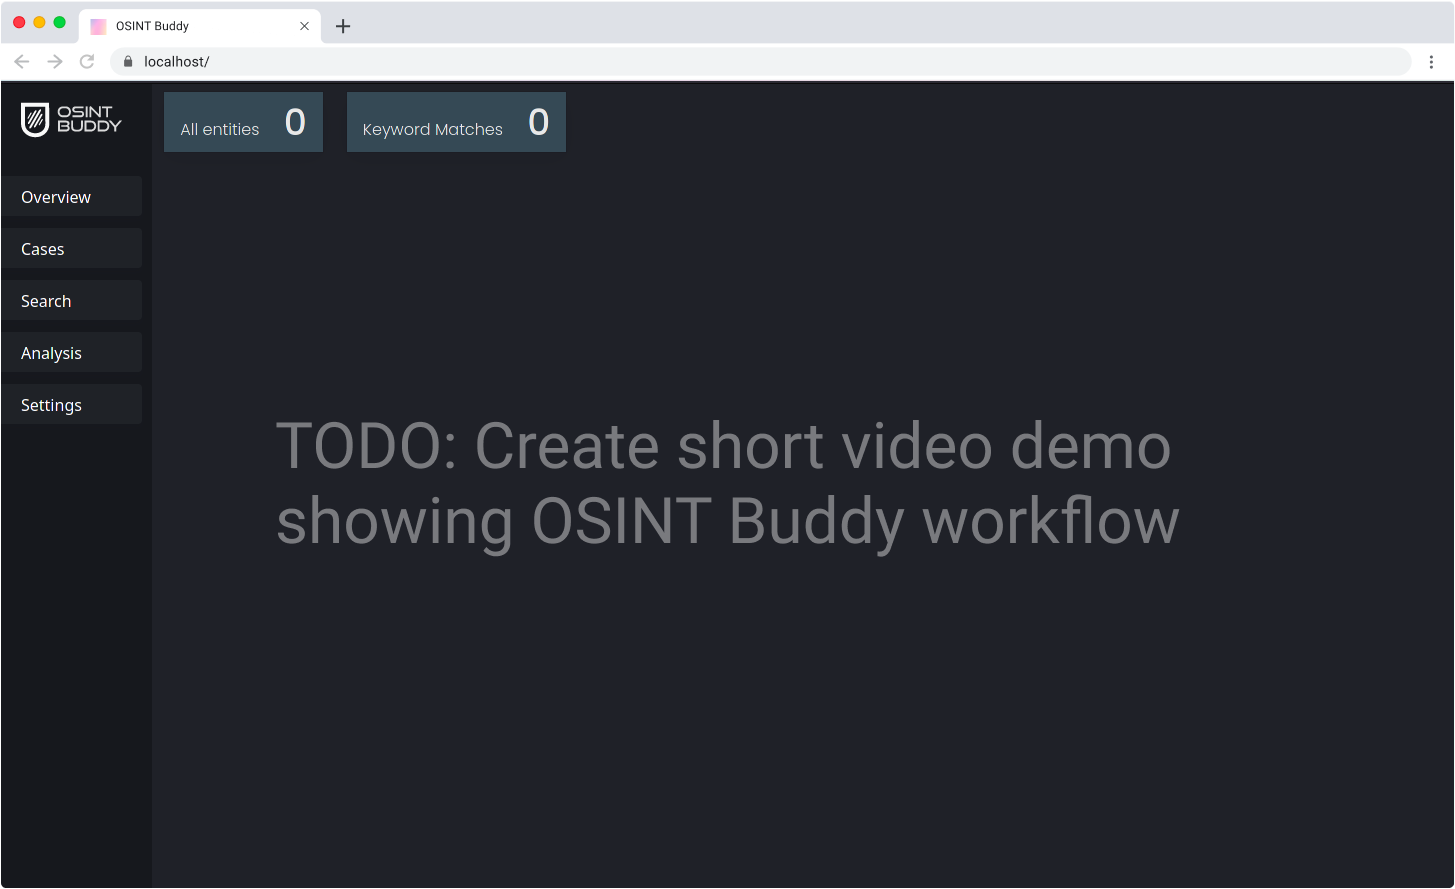 OSINT Buddy
localhost/
OSINT
BUDDY
All entities 0
Keyword Matches 0
Overview
Cases
Search
Analysis
Settings
TODO: Create short video demo
showing OSINT Buddy workflow